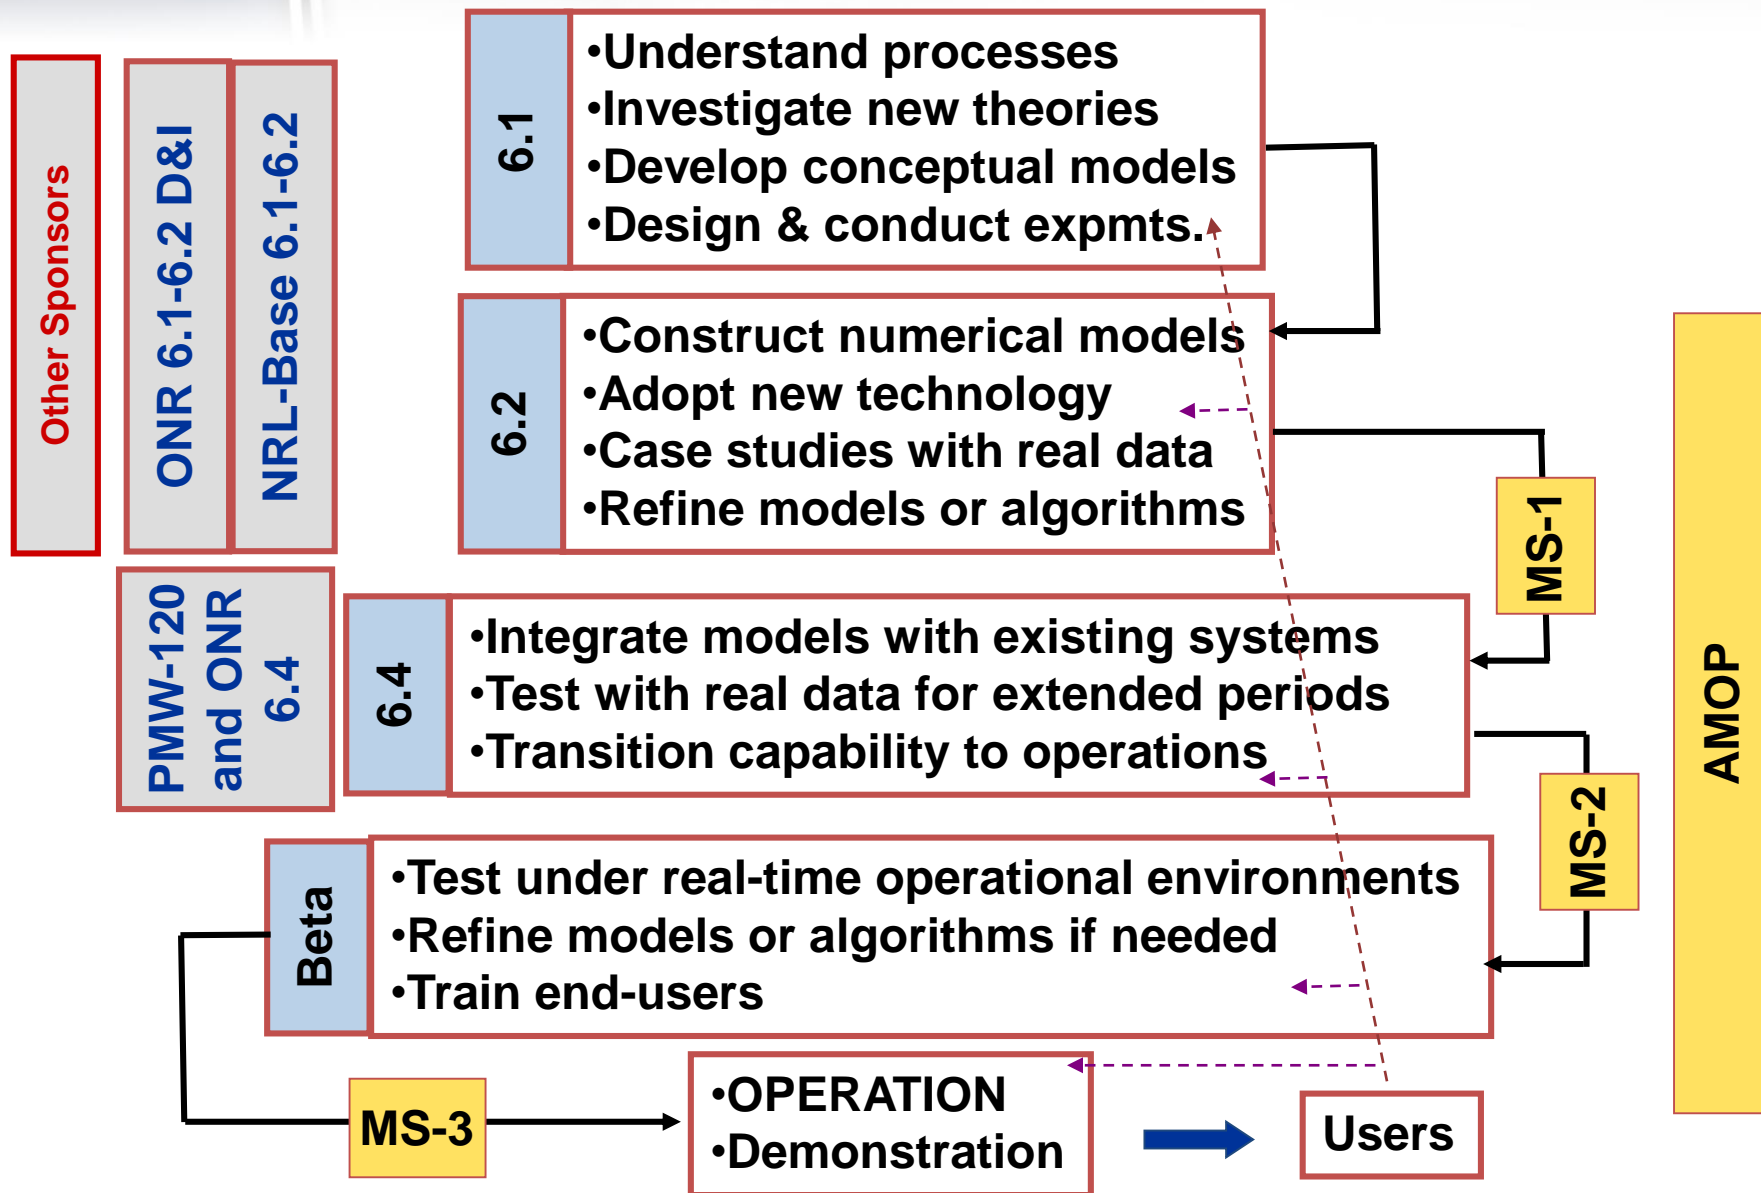 Other Sponsors
ONR 6.1-6.2 D&I
NRL-Base 6.1-6.2
PMW-120
and ONR
6.4
6.1
•Understand processes
•Investigate new theories
•Develop conceptual models
•Design & conduct expmts.
6.2
•Construct numerical models
•Adopt new technology
•Case studies with real data
•Refine models or algorithms
MS-1
6.4
•Integrate models with existing systems
•Test with real data for extended periods
•Transition capability to operations
MS-2
Beta
•Test under real-time operational environments
•Refine models or algorithms if needed
•Train end-users
MS-3
•OPERATION
•Demonstration
Users
AMOP